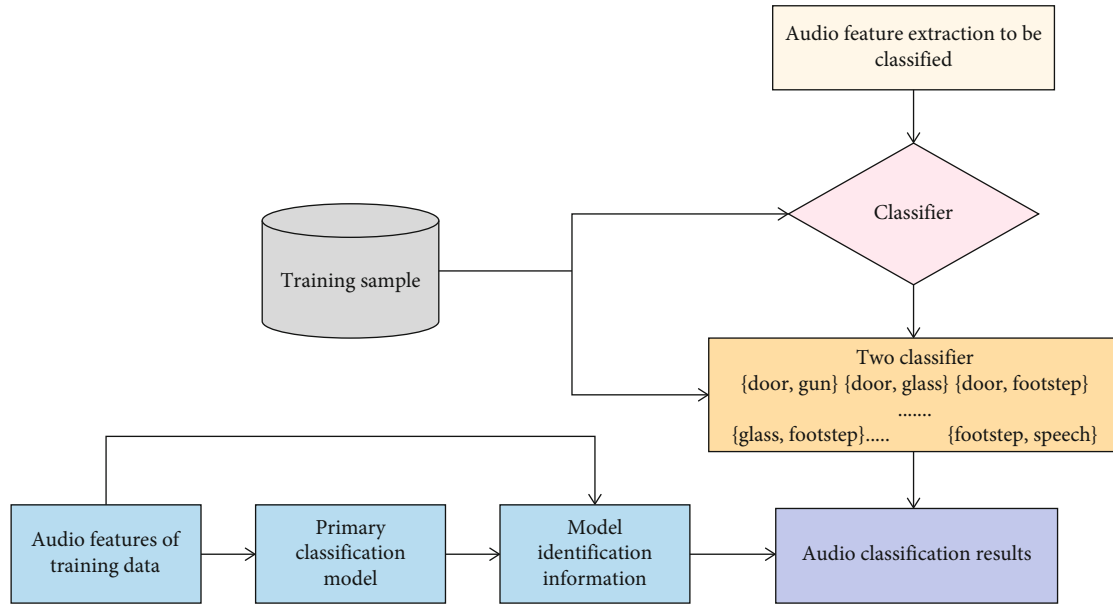 Audio feature extraction to be
classified
Classifier
Training sample
Two classifier
{door, gun} {door, glass} {door, footstep}
.......
{glass, footstep}..... {footstep, speech}
Audio features of
training data
Primary
classification
model
Model
identification
information
Audio classification results